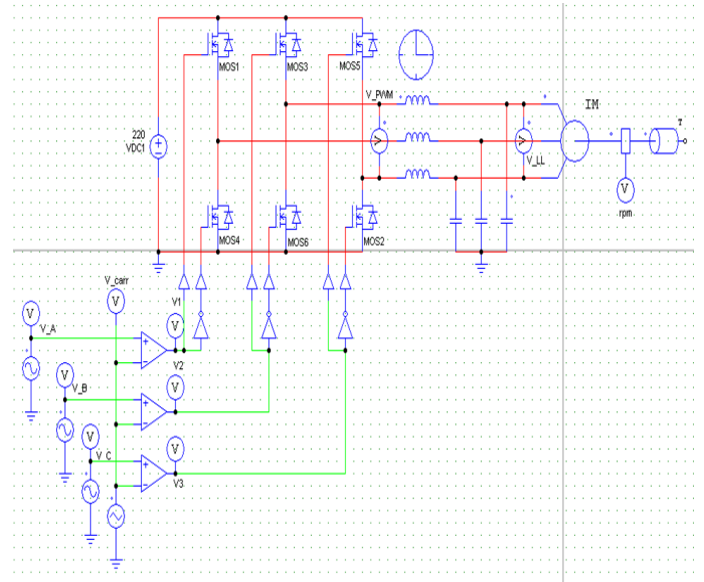 MOS1
MOS3
MOS5
V_PWM
IM
220
VDC1
T
V
V
V_LL
V
rpm
MOS4
MOS6
MOS2
V_carr
V1
V
V
V
V_A
V2
V
V
V_B
V
V
V_C
V3